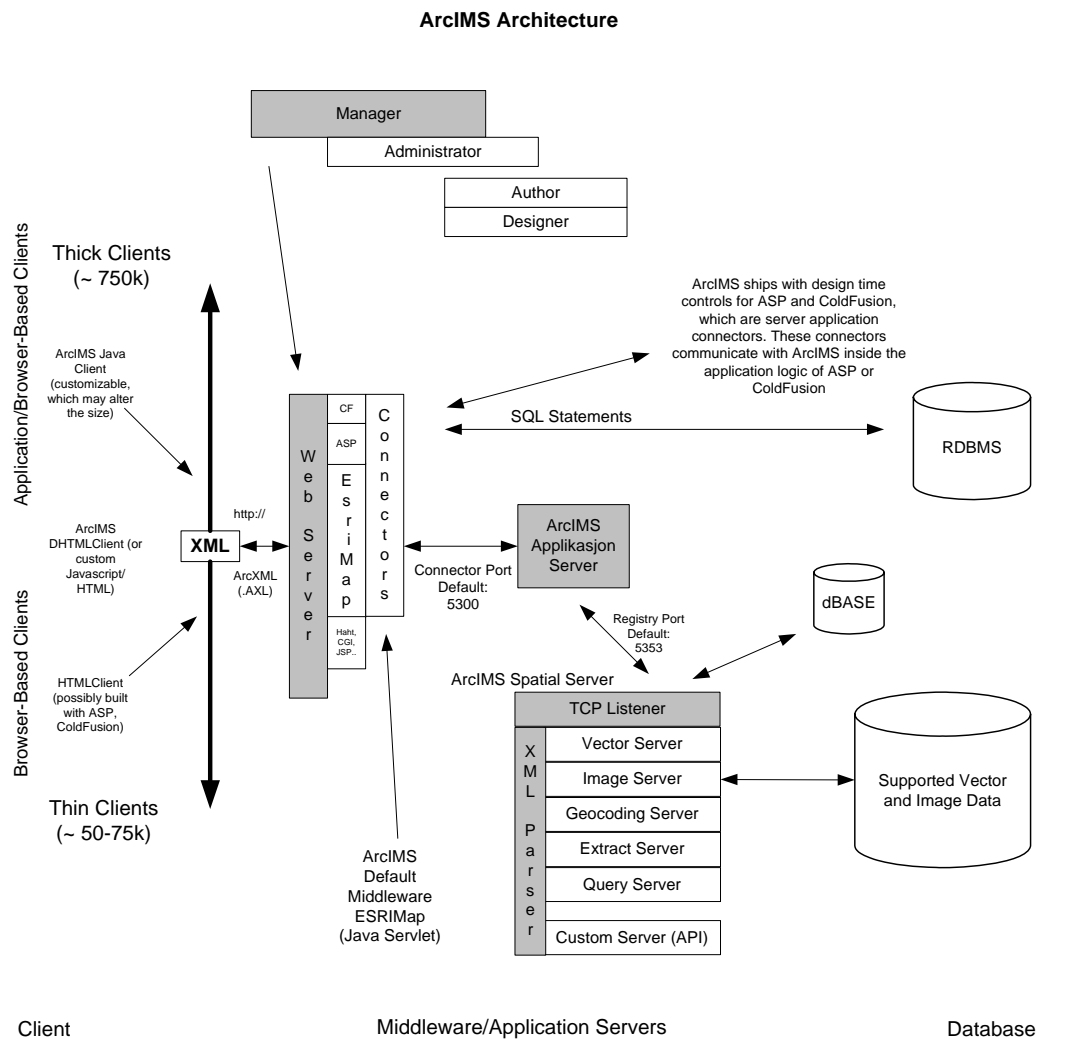 ArcIMS Architecture
Manager
Administrator
Author
Designer
Application/Browser-Based Clients
Thick Clients
(~ 750k)
ArcIMS ships with design time
controls for ASP and ColdFusion,
which are server application
connectors. These connectors
communicate with ArcIMS inside the
application logic of ASP or
ColdFusion
ArcIMS Java
Client
(customizable,
which may alter
the size)
SQL Statements
RDBMS
Web Server
CF
ASP
EsriMap
Haht,
CGI,
JSP..
Connectors
http://
XML
ArcXML
(.AXL)
ArcIMS
DHTMLClient (or
custom
Javascript/
HTML)
Connector Port
Default:
5300
ArcIMS
Applikasjon
Server
dBASE
Registry Port
Default:
5353
Browser-Based Clients
HTMLClient
(possibly built
with ASP,
ColdFusion)
Thin Clients
(~ 50-75k)
ArcIMS Spatial Server
TCP Listener
XML Parser
Vector Server
Image Server
Geocoding Server
Extract Server
Query Server
Custom Server (API)
Supported Vector
and Image Data
ArcIMS
Default
Middleware
ESRIMap
(Java Servlet)
Client
Middleware/Application Servers
Database